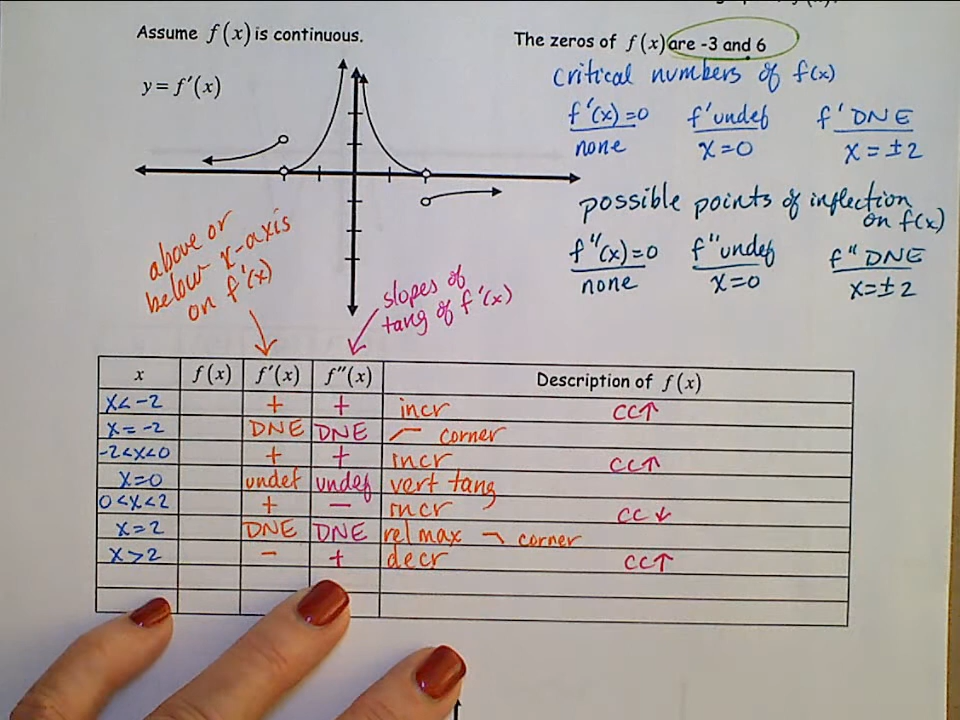 Assume f(x) is continuous.
The zeros of f(x) are -3 and 6
y = f'(x)
critical numbers of f(x)
f'(x)=0 f' undef f' DNE
none x=0 x=±2
possible points of inflection
on f(x)
f"(x)=0 f" undef f" DNE
none x=0 x=±2
above or
below x-axis
on f'(x)
slopes of
tang of f'(x)
x f(x) f'(x) f"(x) Description of f(x)
x<-2 + + incr CC↑
x=-2 DNE DNE corner
-2<x<0 + + incr CC↑
x=0 undef undef vert tang
0<x<2 + − incr CC↓
x=2 DNE DNE rel max ¬ corner
x>2 − + decr CC↑